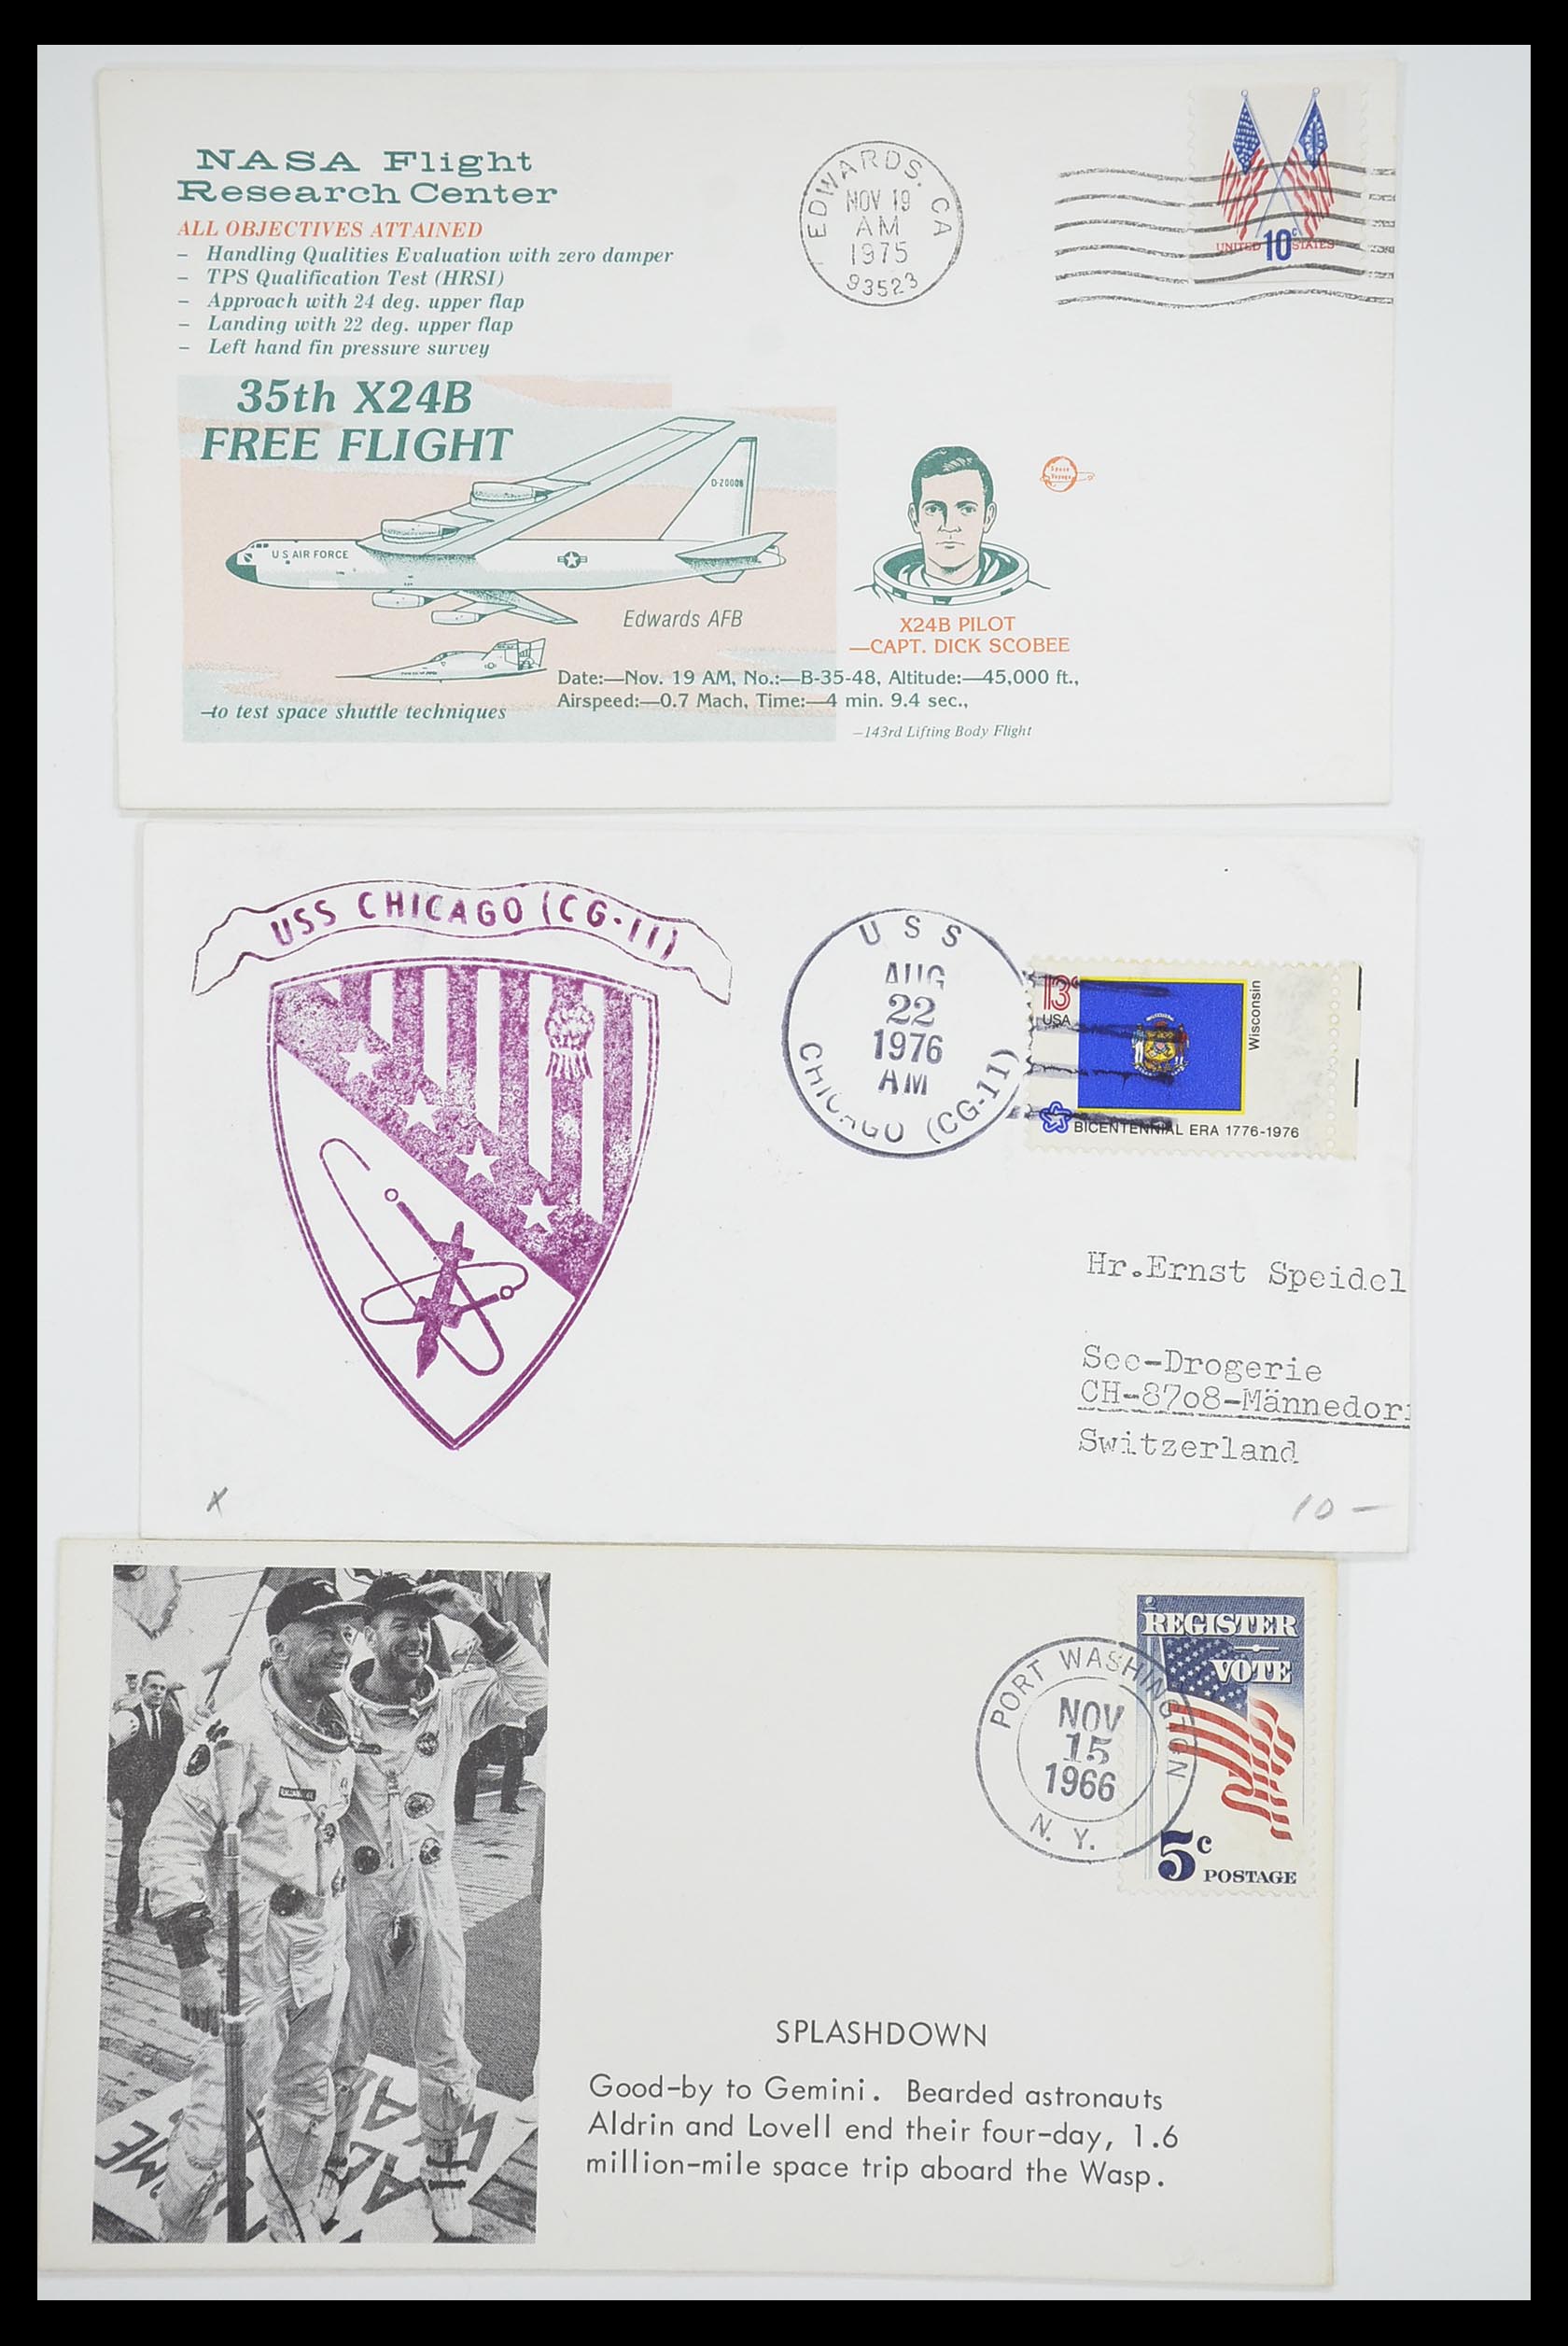 NASA Flight
Research Center
ALL OBJECTIVES ATTAINED
– Handling Qualities Evaluation with zero damper
– TPS Qualification Test (HRSI)
– Approach with 24 deg. upper flap
– Landing with 22 deg. upper flap
– Left hand fin pressure survey
EDWARDS, CA
NOV 19
AM
1975
93523
UNITED 10c STATES
35th X24B
FREE FLIGHT
D-20008
U S AIR FORCE
Edwards AFB
Space
Voyage
X24B PILOT
—CAPT. DICK SCOBEE
Date:—Nov. 19 AM, No.:—B-35-48, Altitude:—45,000 ft.,
Airspeed:—0.7 Mach, Time:—4 min. 9.4 sec.,
—to test space shuttle techniques
—143rd Lifting Body Flight
USS CHICAGO (CG-11)
USS
AUG
22
1976
AM
CHICAGO (CG-11)
13c
USA
Wisconsin
BICENTENNIAL ERA 1776-1976
Hr.Ernst Speidel
See-Drogerie
CH-8708-Männedor
Switzerland
X
10 —
REGISTER
VOTE
5c POSTAGE
PORT WASHINGTON
NOV
15
1966
N. Y.
SPLASHDOWN
Good-by to Gemini. Bearded astronauts
Aldrin and Lovell end their four-day, 1.6
million-mile space trip aboard the Wasp.